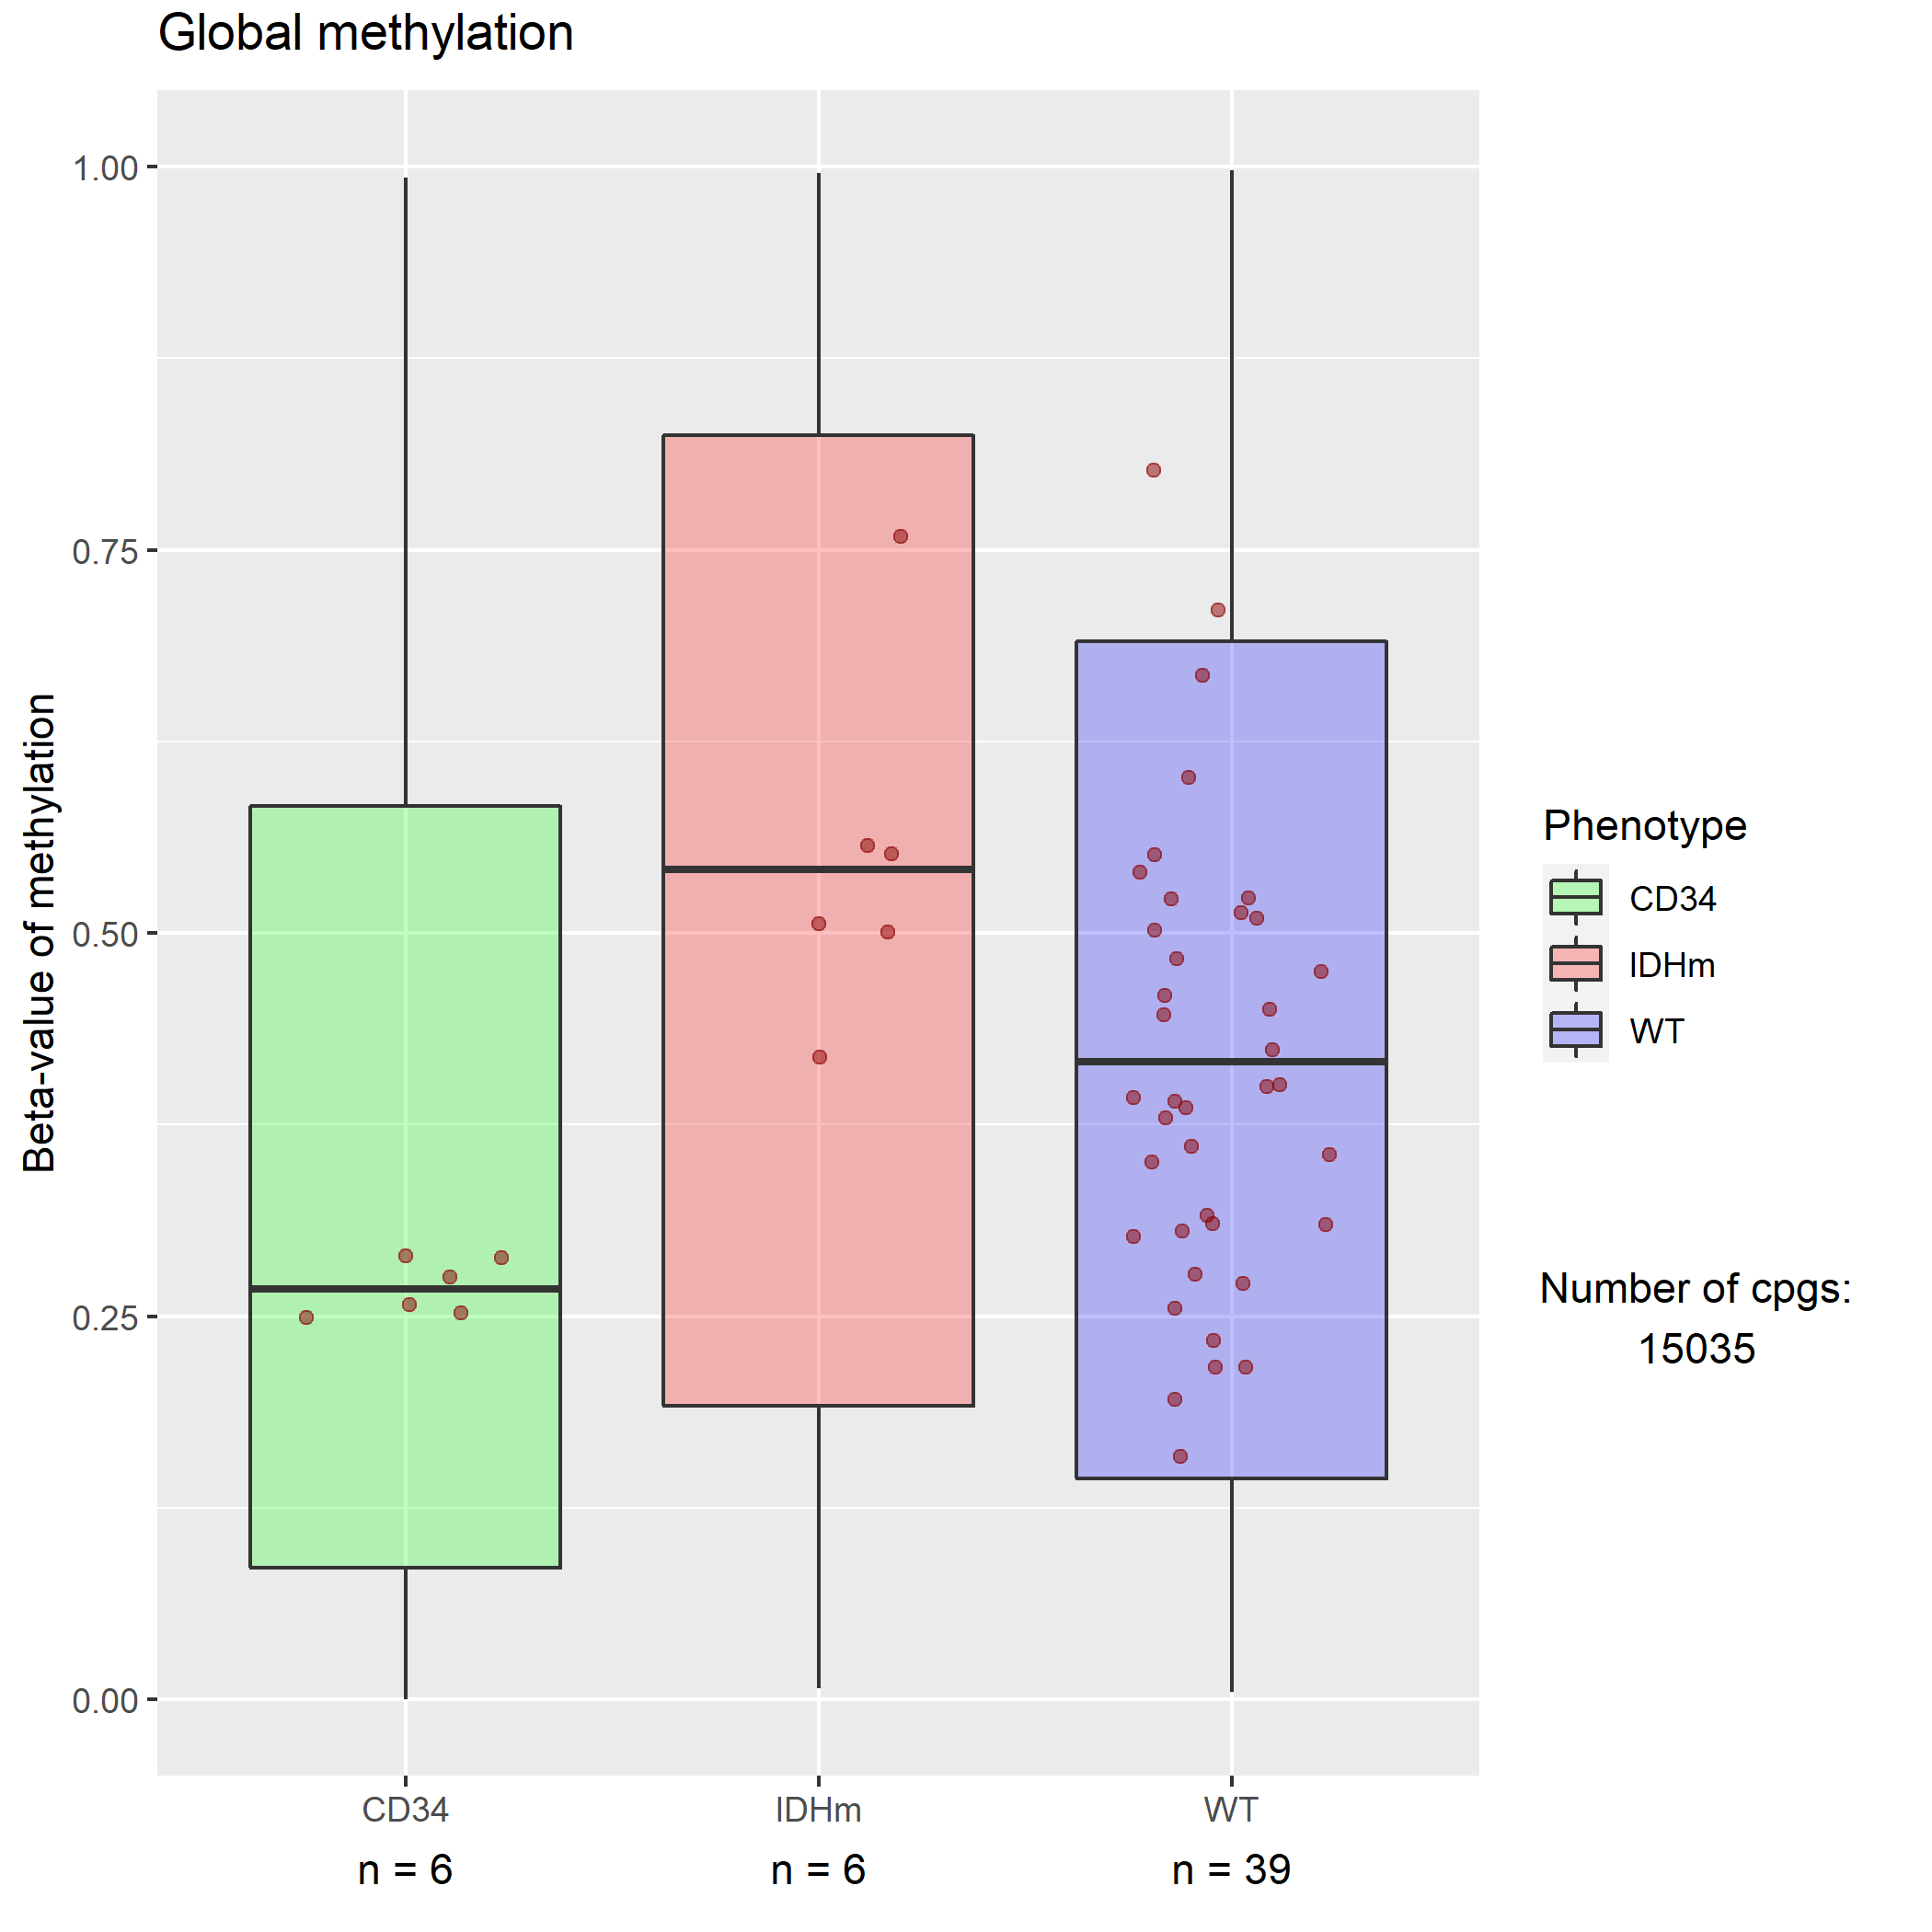 Global methylation
Beta-value of methylation
1.00
0.75
0.50
0.25
0.00
CD34
IDHm
WT
n = 6
n = 6
n = 39
Phenotype
CD34
IDHm
WT
Number of cpgs:
15035